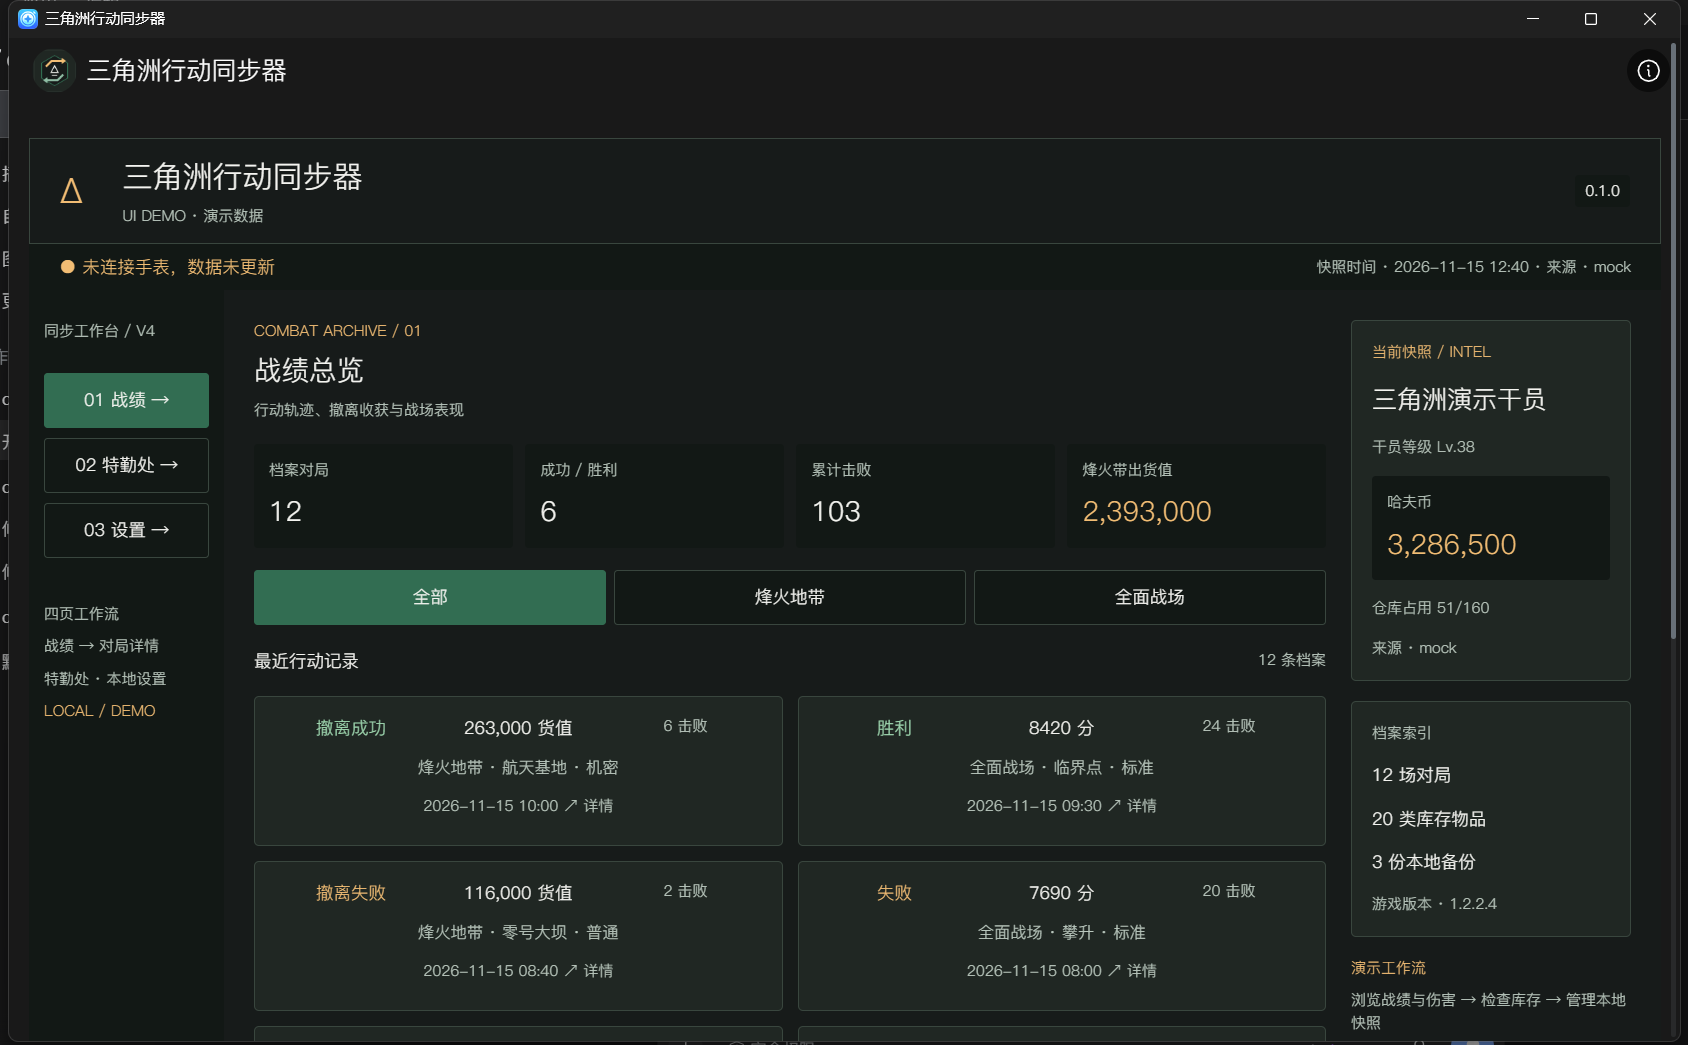 三角洲行动同步器
三角洲行动同步器
Δ
三角洲行动同步器
UI DEMO · 演示数据
0.1.0
未连接手表，数据未更新
快照时间 · 2026-11-15 12:40 · 来源 · mock
同步工作台 / V4
01 战绩 →
02 特勤处 →
03 设置 →
四页工作流
战绩 → 对局详情
特勤处 · 本地设置
LOCAL / DEMO
COMBAT ARCHIVE / 01
战绩总览
行动轨迹、撤离收获与战场表现
档案对局
12
成功 / 胜利
6
累计击败
103
烽火带出货值
2,393,000
全部
烽火地带
全面战场
最近行动记录
12 条档案
撤离成功 263,000 货值 6 击败
烽火地带 · 航天基地 · 机密
2026-11-15 10:00 ↗ 详情
胜利 8420 分 24 击败
全面战场 · 临界点 · 标准
2026-11-15 09:30 ↗ 详情
撤离失败 116,000 货值 2 击败
烽火地带 · 零号大坝 · 普通
2026-11-15 08:40 ↗ 详情
失败 7690 分 20 击败
全面战场 · 攀升 · 标准
2026-11-15 08:00 ↗ 详情
当前快照 / INTEL
三角洲演示干员
干员等级 Lv.38
哈夫币
3,286,500
仓库占用 51/160
来源 · mock
档案索引
12 场对局
20 类库存物品
3 份本地备份
游戏版本 · 1.2.2.4
演示工作流
浏览战绩与伤害 → 检查库存 → 管理本地
快照